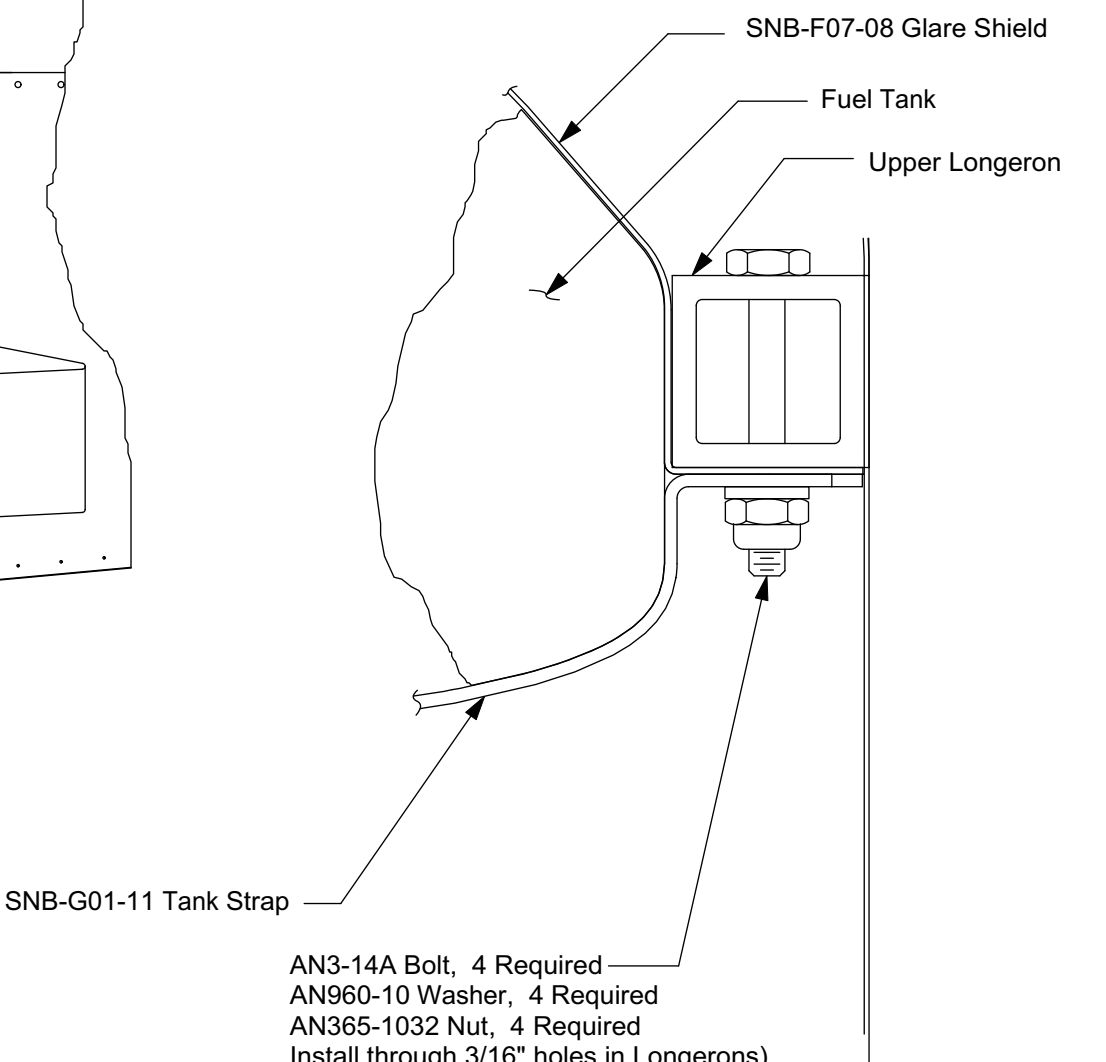 SNB-F07-08 Glare Shield
Fuel Tank
Upper Longeron
SNB-G01-11 Tank Strap
AN3-14A Bolt,  4 Required
AN960-10 Washer,  4 Required
AN365-1032 Nut,  4 Required
Install through 3/16" holes in Longerons)